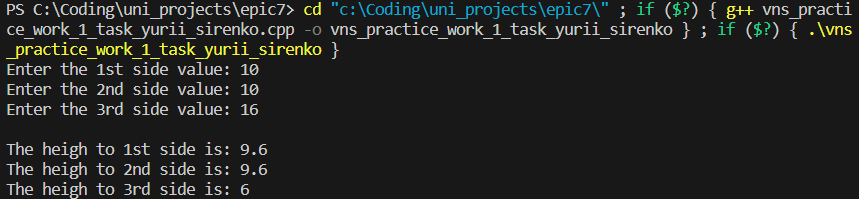 PS C:\Coding\uni_projects\epic7> cd "c:\Coding\uni_projects\epic7\" ; if ($?) { g++ vns_practi
ce_work_1_task_yurii_sirenko.cpp -o vns_practice_work_1_task_yurii_sirenko } ; if ($?) { .\vns
_practice_work_1_task_yurii_sirenko }
Enter the 1st side value: 10
Enter the 2nd side value: 10
Enter the 3rd side value: 16

The heigh to 1st side is: 9.6
The heigh to 2nd side is: 9.6
The heigh to 3rd side is: 6